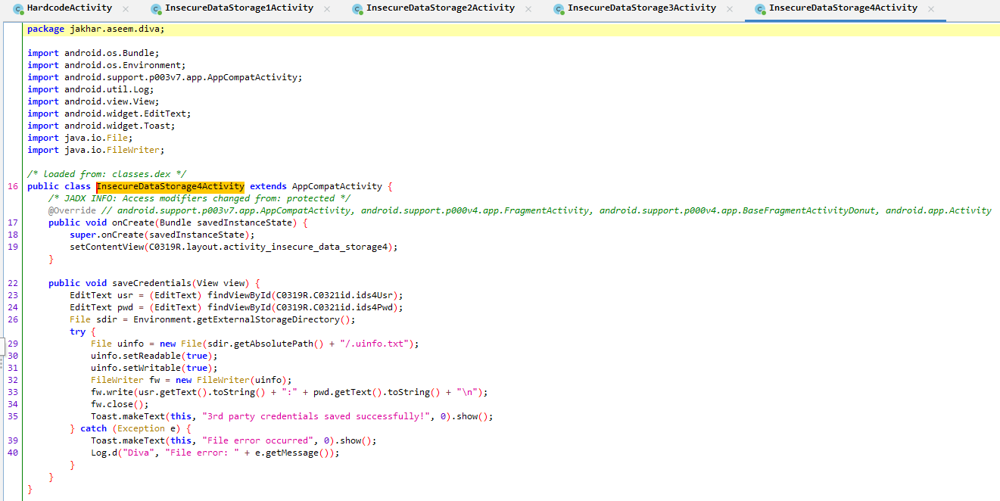 HardcodeActivity × InsecureDataStorage1Activity × InsecureDataStorage2Activity × InsecureDataStorage3Activity × InsecureDataStorage4Activity ×
package jakhar.aseem.diva;
import android.os.Bundle;
import android.os.Environment;
import android.support.p003v7.app.AppCompatActivity;
import android.util.Log;
import android.view.View;
import android.widget.EditText;
import android.widget.Toast;
import java.io.File;
import java.io.FileWriter;
/* loaded from: classes.dex */
16 public class InsecureDataStorage4Activity extends AppCompatActivity {
/* JADX INFO: Access modifiers changed from: protected */
@Override // android.support.p003v7.app.AppCompatActivity, android.support.p000v4.app.FragmentActivity, android.support.p000v4.app.BaseFragmentActivityDonut, android.app.Activity
17 public void onCreate(Bundle savedInstanceState) {
18 super.onCreate(savedInstanceState);
19 setContentView(C0319R.layout.activity_insecure_data_storage4);
}
22 public void saveCredentials(View view) {
23 EditText usr = (EditText) findViewById(C0319R.C0321id.ids4Usr);
24 EditText pwd = (EditText) findViewById(C0319R.C0321id.ids4Pwd);
26 File sdir = Environment.getExternalStorageDirectory();
try {
29 File uinfo = new File(sdir.getAbsolutePath() + "/.uinfo.txt");
30 uinfo.setReadable(true);
31 uinfo.setWritable(true);
32 FileWriter fw = new FileWriter(uinfo);
33 fw.write(usr.getText().toString() + ":" + pwd.getText().toString() + "\n");
34 fw.close();
35 Toast.makeText(this, "3rd party credentials saved successfully!", 0).show();
} catch (Exception e) {
39 Toast.makeText(this, "File error occurred", 0).show();
40 Log.d("Diva", "File error: " + e.getMessage());
}
}
}